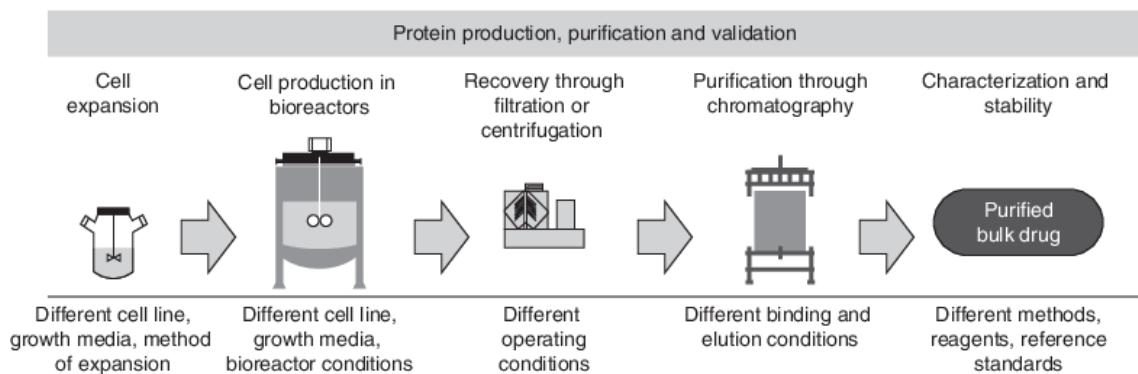 Protein production, purification and validation
Cell
expansion
Cell production in
bioreactors
Recovery through
filtration or
centrifugation
Purification through
chromatography
Characterization and
stability
Purified
bulk drug
Different cell line,
growth media, method
of expansion
Different cell line,
growth media,
bioreactor conditions
Different
operating
conditions
Different binding and
elution conditions
Different methods,
reagents, reference
standards